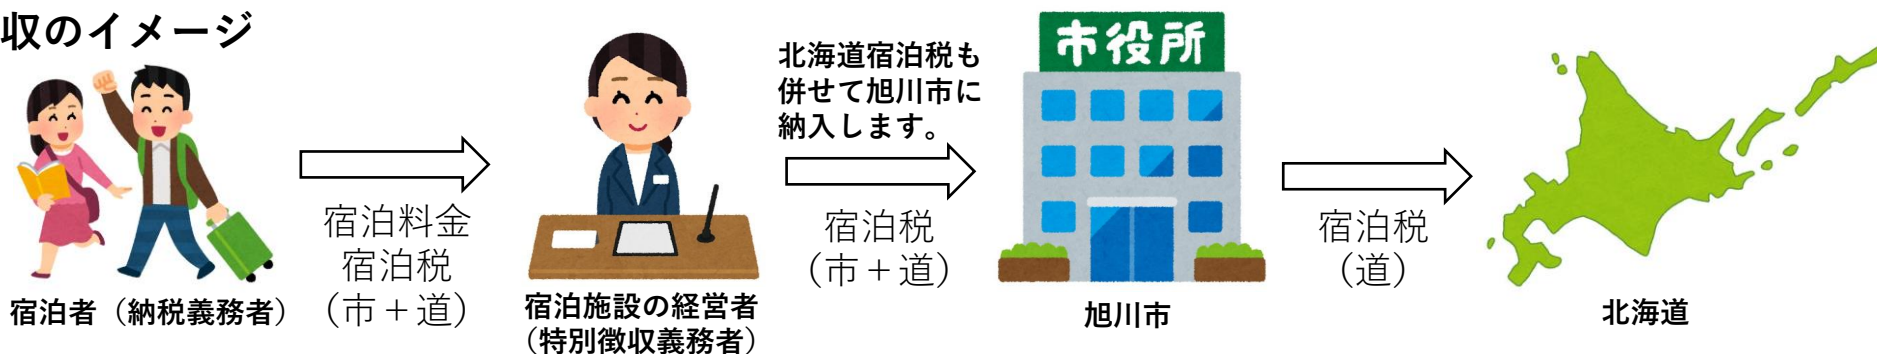 収のイメージ
宿泊者（納税義務者）
宿泊料金
宿泊税
（市＋道）
宿泊施設の経営者
（特別徴収義務者）
北海道宿泊税も
併せて旭川市に
納入します。
宿泊税
（市＋道）
市役所
旭川市
宿泊税
（道）
北海道